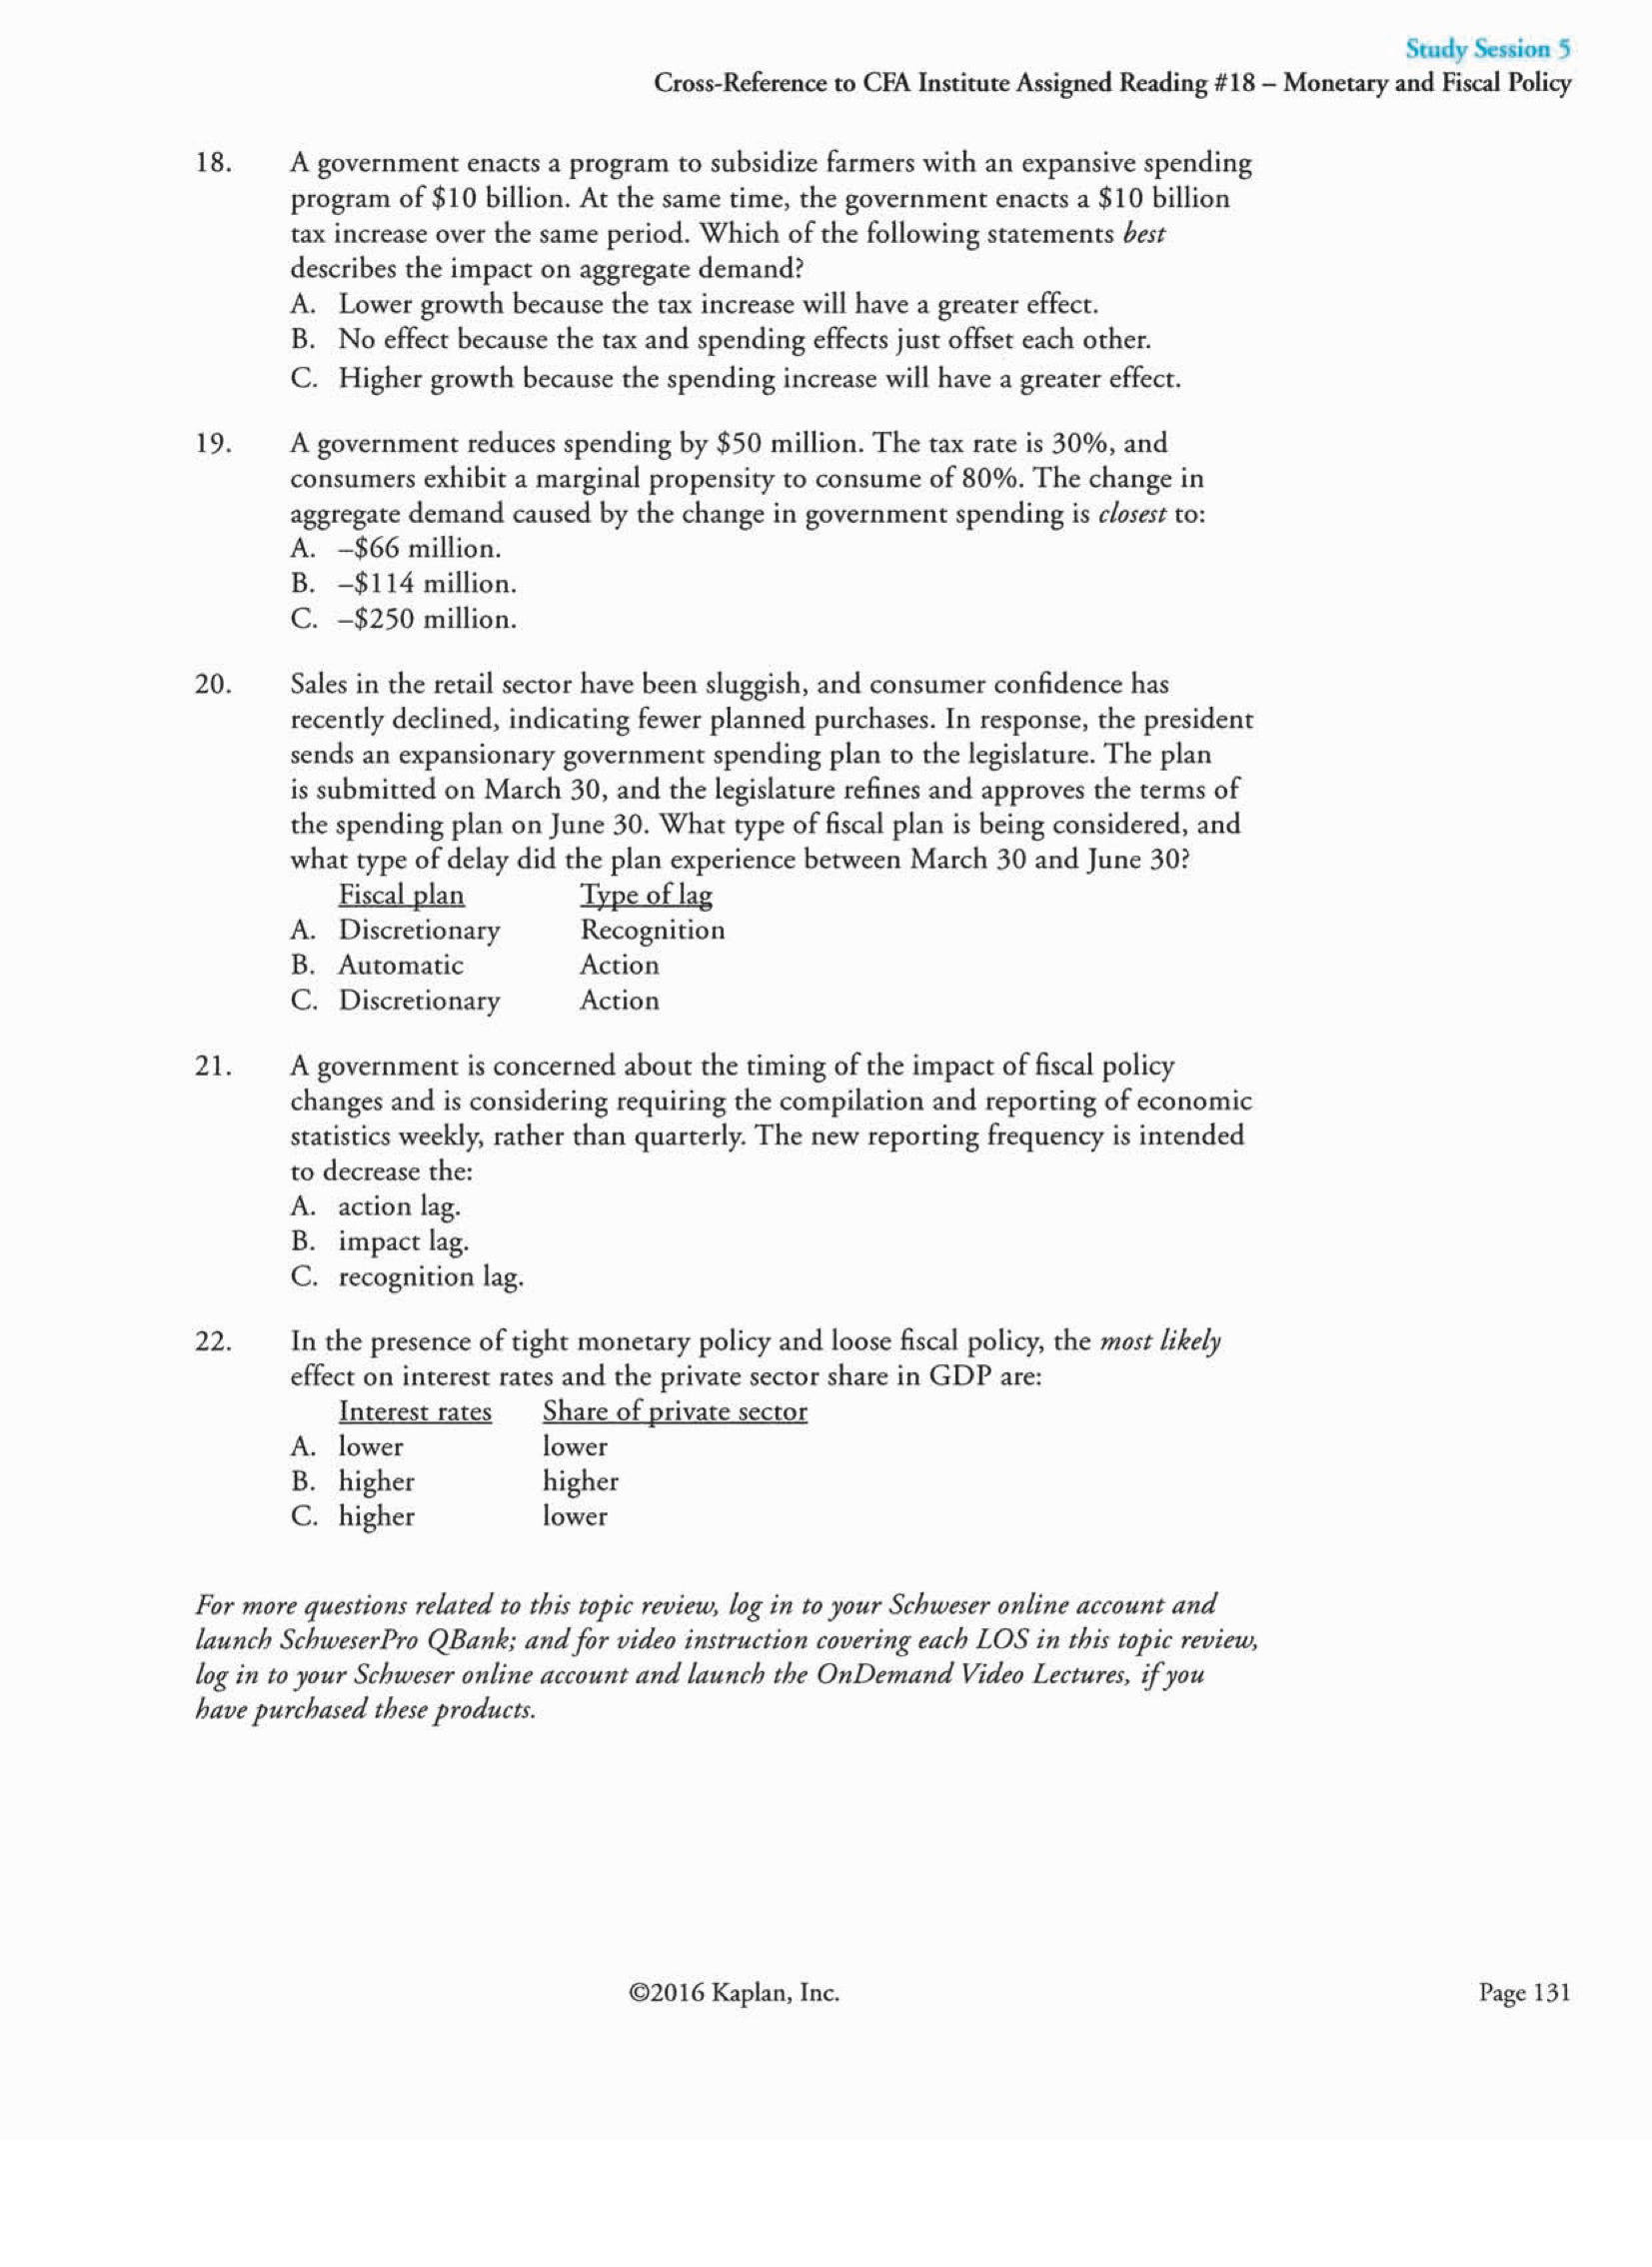 Study Session 5
Cross-Reference to CFA Institute Assigned Reading #18 – Monetary and Fiscal Policy
18. A government enacts a program to subsidize farmers with an expansive spending
program of $10 billion. At the same time, the government enacts a $10 billion
tax increase over the same period. Which of the following statements best
describes the impact on aggregate demand?
A. Lower growth because the tax increase will have a greater effect.
B. No effect because the tax and spending effects just offset each other.
C. Higher growth because the spending increase will have a greater effect.
19. A government reduces spending by $50 million. The tax rate is 30%, and
consumers exhibit a marginal propensity to consume of 80%. The change in
aggregate demand caused by the change in government spending is closest to:
A. –$66 million.
B. –$114 million.
C. –$250 million.
20. Sales in the retail sector have been sluggish, and consumer confidence has
recently declined, indicating fewer planned purchases. In response, the president
sends an expansionary government spending plan to the legislature. The plan
is submitted on March 30, and the legislature refines and approves the terms of
the spending plan on June 30. What type of fiscal plan is being considered, and
what type of delay did the plan experience between March 30 and June 30?
Fiscal plan Type of lag
A. Discretionary Recognition
B. Automatic Action
C. Discretionary Action
21. A government is concerned about the timing of the impact of fiscal policy
changes and is considering requiring the compilation and reporting of economic
statistics weekly, rather than quarterly. The new reporting frequency is intended
to decrease the:
A. action lag.
B. impact lag.
C. recognition lag.
22. In the presence of tight monetary policy and loose fiscal policy, the most likely
effect on interest rates and the private sector share in GDP are:
Interest rates Share of private sector
A. lower lower
B. higher higher
C. higher lower
For more questions related to this topic review, log in to your Schweser online account and
launch SchweserPro QBank; and for video instruction covering each LOS in this topic review,
log in to your Schweser online account and launch the OnDemand Video Lectures, if you
have purchased these products.
©2016 Kaplan, Inc. Page 131